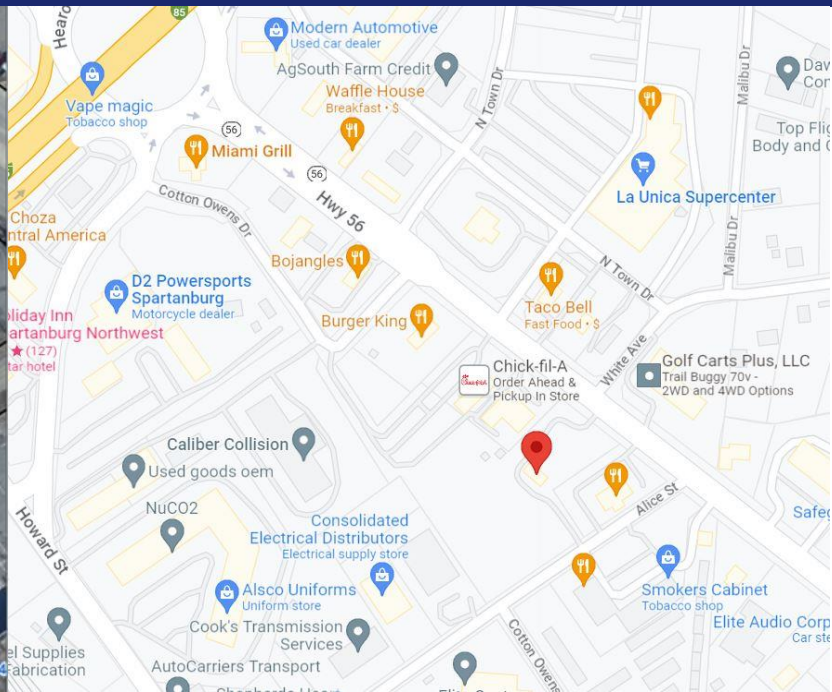 85
Modern Automotive
Used car dealer
AgSouth Farm Credit
Waffle House
Breakfast • $
Vape magic
Tobacco shop
56
Miami Grill
56
Hwy 56
N Town Dr
Malibu Dr
Top Flig
Body and C
La Unica Supercenter
Malibu Dr
Choza
ntral America
Cotton Owens Dr
Bojangles
D2 Powersports
Spartanburg
Motorcycle dealer
N Town Dr
Taco Bell
Fast Food • $
Burger King
liday Inn
artanburg Northwest
(127)
tar hotel
White Ave
Chick-fil-A
Order Ahead &
Pickup In Store
Golf Carts Plus, LLC
Trail Buggy 70v -
2WD and 4WD Options
Caliber Collision
Used goods oem
NuCO2
Howard St
Consolidated
Electrical Distributors
Electrical supply store
Alice St
Safeg
Alsco Uniforms
Uniform store
Smokers Cabinet
Tobacco shop
Cook's Transmission
Services
Elite Audio Corp
Car ste
Cotton Owens
el Supplies
Fabrication
AutoCarriers Transport